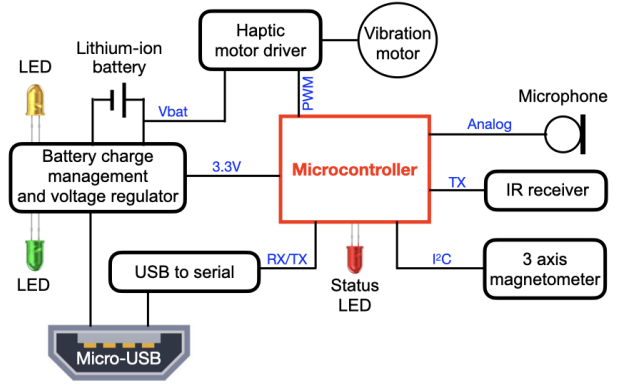 Haptic
motor driver
Vibration
motor
Lithium-ion
battery
LED
Vbat
PWM
Microphone
Analog
Battery charge
management
and voltage regulator
3.3V
Microcontroller
TX
IR receiver
LED
USB to serial
RX/TX
Status
LED
I²C
3 axis
magnetometer
Micro-USB